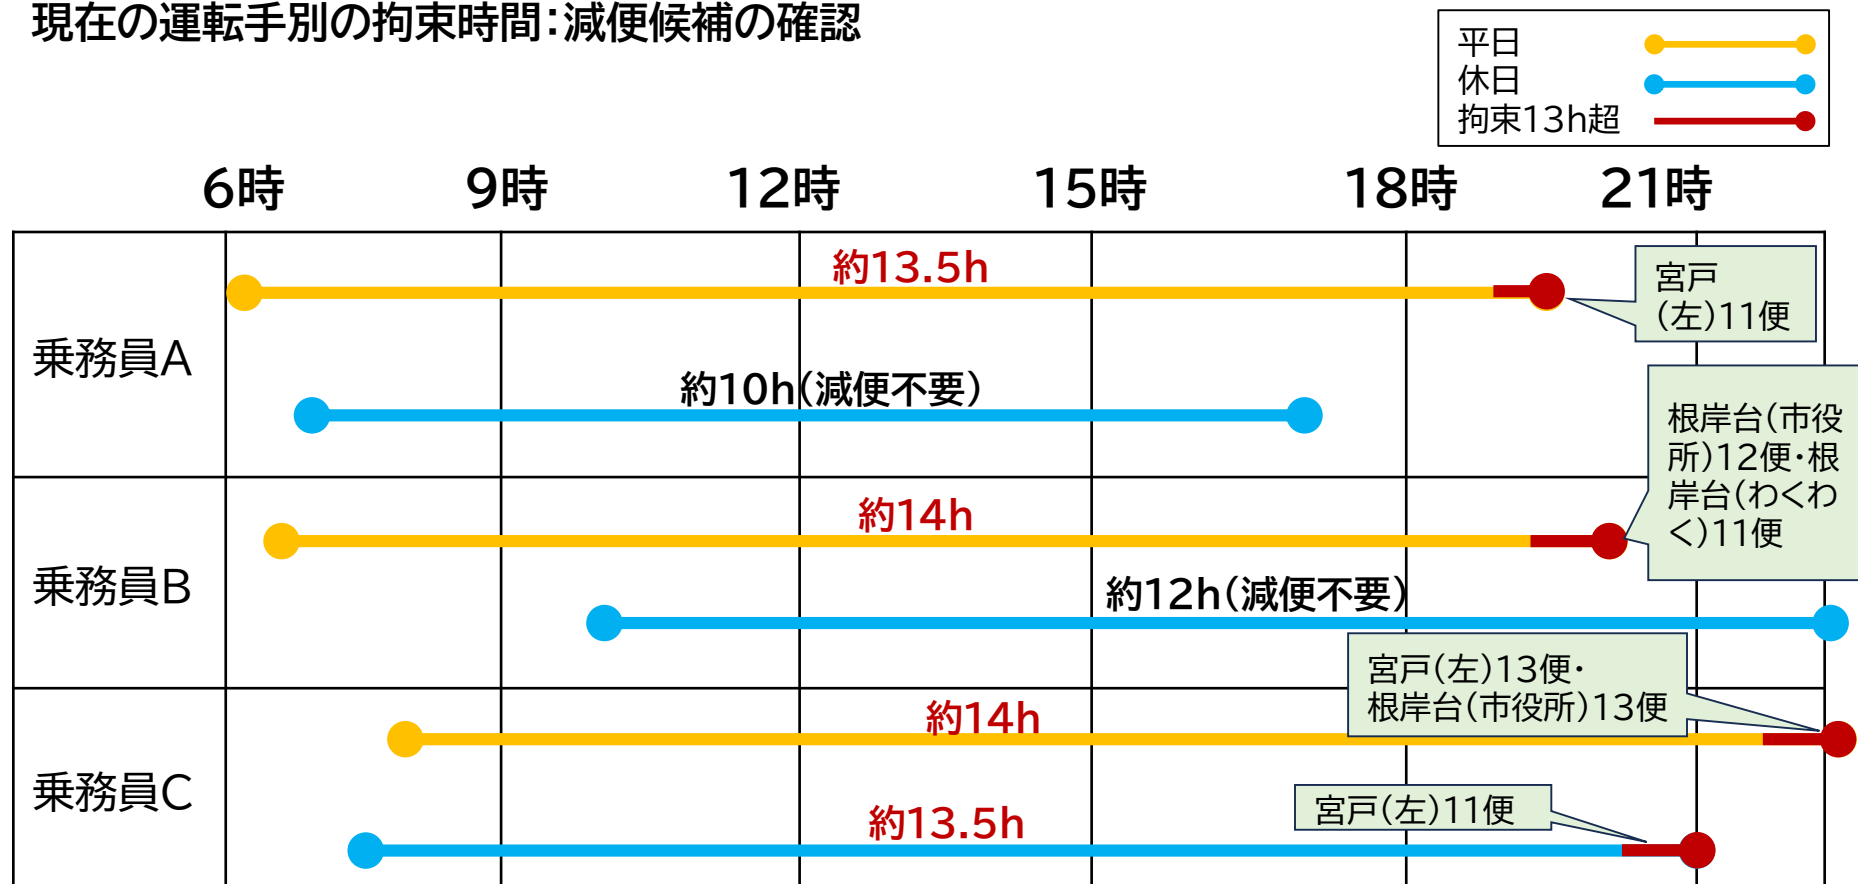 現在の運転手別の拘束時間：減便候補の確認
平日
休日
拘束13h超
6時
9時
12時
15時
18時
21時
乗務員A
約13.5h
宮戸
(左)11便
約10h(減便不要)
乗務員B
約14h
根岸台(市役
所)12便・根
岸台(わくわ
く)11便
約12h(減便不要)
乗務員C
約14h
宮戸(左)13便・
根岸台(市役所)13便
約13.5h
宮戸(左)11便